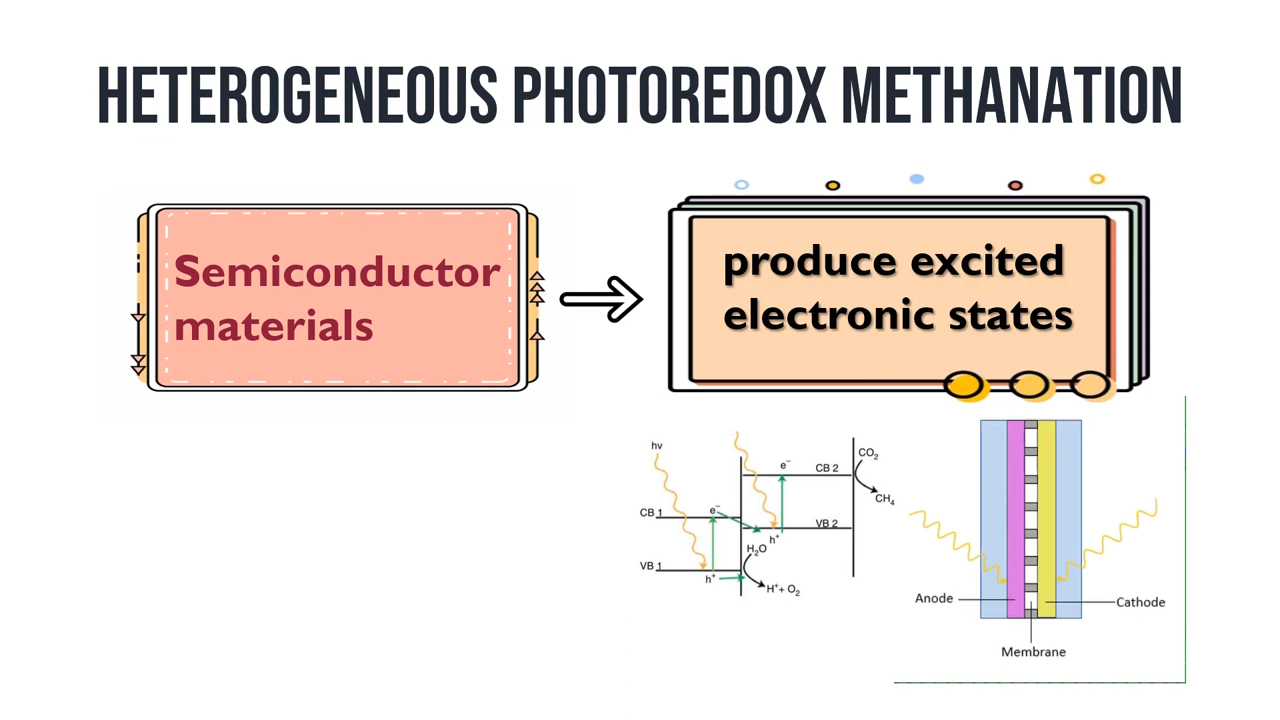 HETEROGENEOUS PHOTOREDOX METHANATION
Semiconductor
materials
produce excited
electronic states
hv
CB 1
e⁻
VB 1
h⁺
H₂O
H⁺+ O₂
e⁻
CB 2
VB 2
h⁺
CO₂
CH₄
Anode
Cathode
Membrane